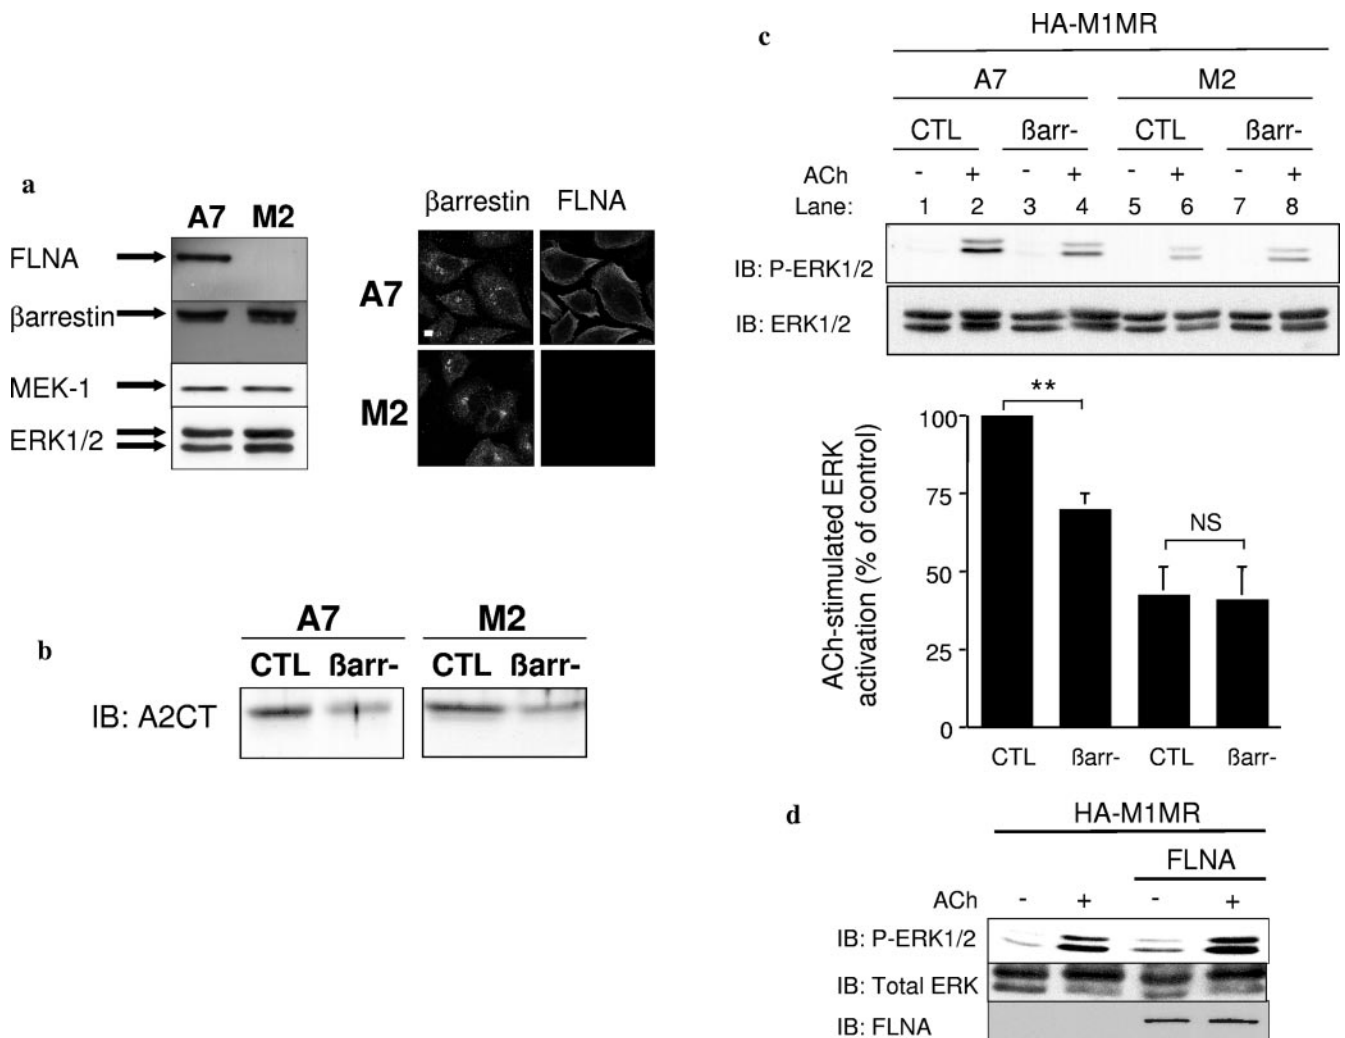 a
A7 M2
FLNA
βarrestin
MEK-1
ERK1/2
βarrestin FLNA
A7
M2
b
A7 M2
CTL ßarr- CTL ßarr-
IB: A2CT
c
HA-M1MR
A7 M2
CTL ßarr- CTL ßarr-
ACh - + - + - + - +
Lane: 1 2 3 4 5 6 7 8
IB: P-ERK1/2
IB: ERK1/2
ACh-stimulated ERK
activation (% of control)
100
75
50
25
0
**
NS
CTL ßarr- CTL ßarr-
d
HA-M1MR
FLNA
ACh - + - +
IB: P-ERK1/2
IB: Total ERK
IB: FLNA